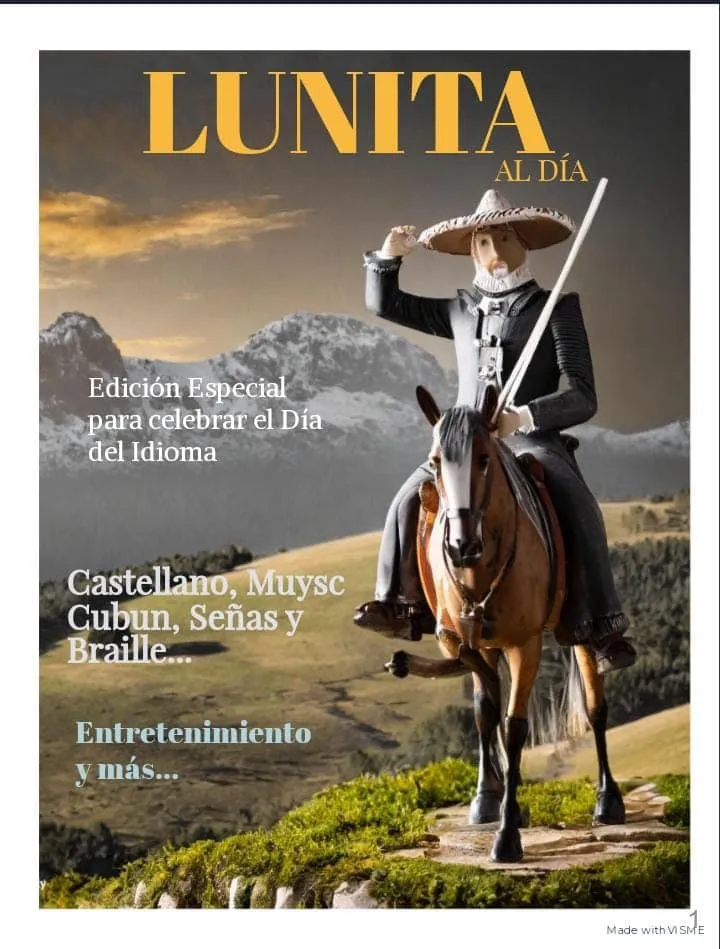 LUNITA
AL DÍA
Edición Especial
para celebrar el Día
del Idioma
Castellano, Muysc
Cubun, Señas y
Braille...
Entretenimiento
y más...
1
Made with VISME